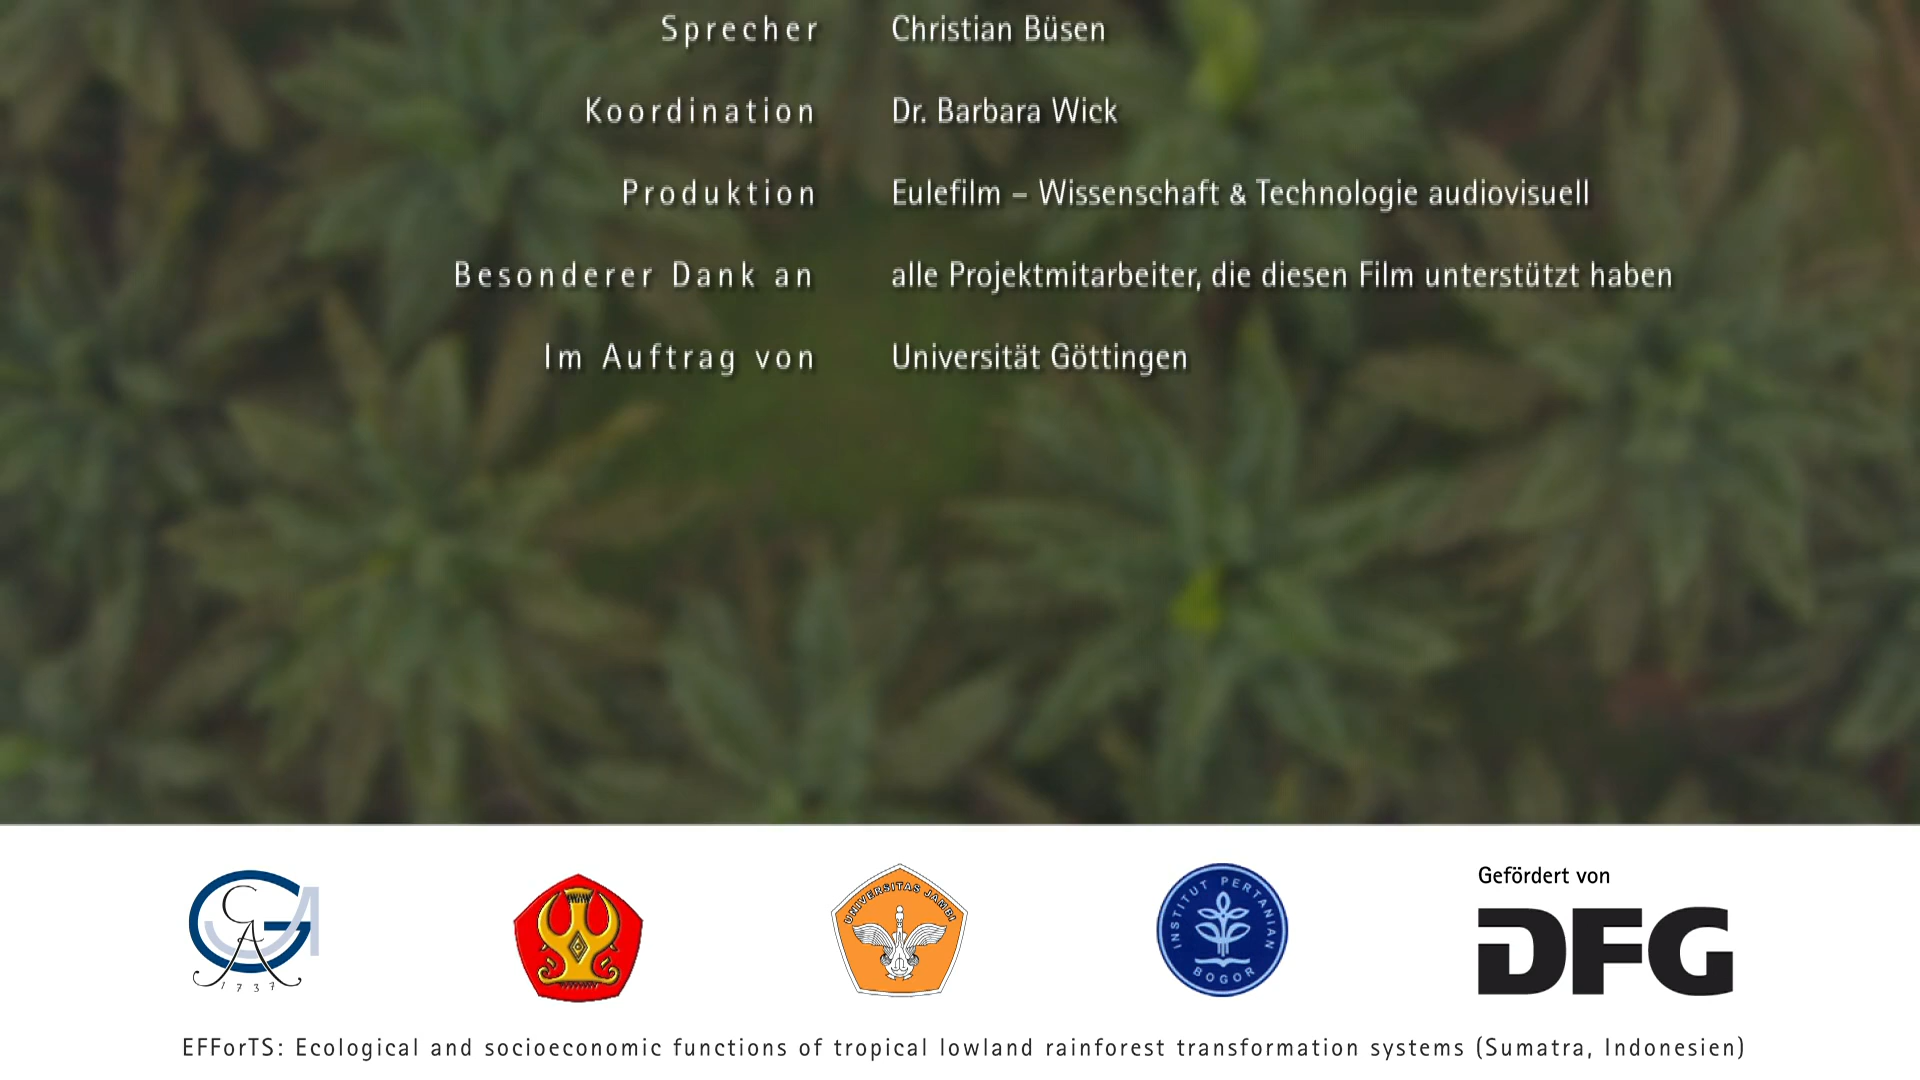 Sprecher Christian Büsen
Koordination Dr. Barbara Wick
Produktion Eulefilm – Wissenschaft & Technologie audiovisuell
Besonderer Dank an alle Projektmitarbeiter, die diesen Film unterstützt haben
Im Auftrag von Universität Göttingen
GA
1737
UNIVERSITAS JAMBI
INSTITUT PERTANIAN
BOGOR
Gefördert von
DFG
EFForTS: Ecological and socioeconomic functions of tropical lowland rainforest transformation systems (Sumatra, Indonesien)